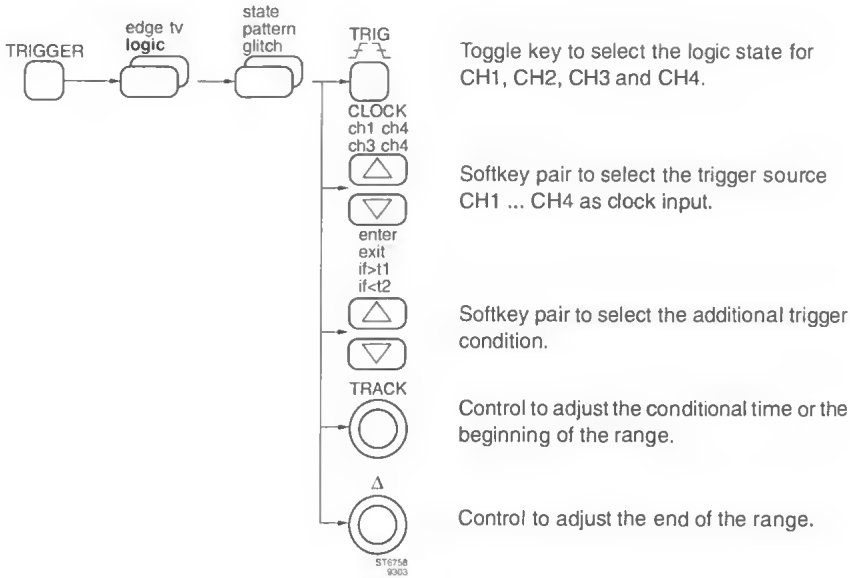 TRIGGER
edge tv
logic
state
pattern
glitch
TRIG
Toggle key to select the logic state for
CH1, CH2, CH3 and CH4.
CLOCK
ch1 ch4
ch3 ch4
Softkey pair to select the trigger source
CH1 ... CH4 as clock input.
enter
exit
if>t1
if<t2
Softkey pair to select the additional trigger
condition.
TRACK
Control to adjust the conditional time or the
beginning of the range.
Δ
Control to adjust the end of the range.
ST6758
9303